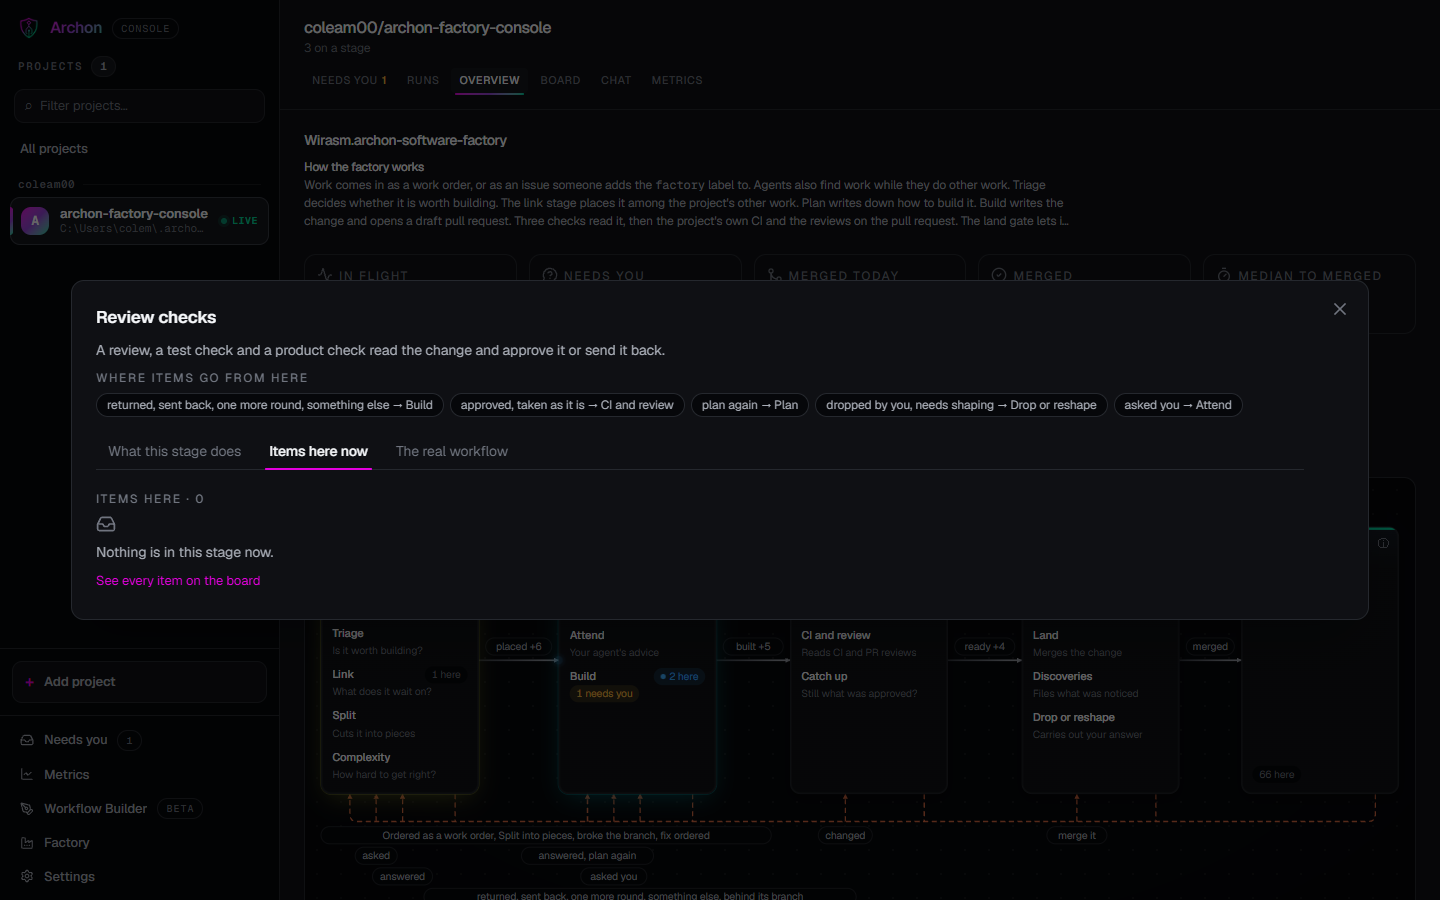 Archon
CONSOLE
PROJECTS 1
Filter projects...
All projects
coleam00
A
archon-factory-console
C:\Users\colem\.archo...
LIVE
Add project
Needs you 1
Metrics
Workflow Builder BETA
Factory
Settings
coleam00/archon-factory-console
3 on a stage
NEEDS YOU 1 RUNS OVERVIEW BOARD CHAT METRICS
Wirasm.archon-software-factory
How the factory works
Work comes in as a work order, or as an issue someone adds the factory label to. Agents also find work while they do other work. Triage
decides whether it is worth building. The link stage places it among the project's other work. Plan writes down how to build it. Build writes the
change and opens a draft pull request. Three checks read it, then the project's own CI and the reviews on the pull request. The land gate lets i...
IN FLIGHT
NEEDS YOU
MERGED TODAY
MERGED
MEDIAN TO MERGED
Review checks
A review, a test check and a product check read the change and approve it or send it back.
WHERE ITEMS GO FROM HERE
returned, sent back, one more round, something else → Build
approved, taken as it is → CI and review
plan again → Plan
dropped by you, needs shaping → Drop or reshape
asked you → Attend
What this stage does
Items here now
The real workflow
ITEMS HERE · 0
Nothing is in this stage now.
See every item on the board
Triage
Is it worth building?
Link
1 here
What does it wait on?
Split
Cuts it into pieces
Complexity
How hard to get right?
placed +6
Attend
Your agent's advice
Build
2 here
1 needs you
built +5
CI and review
Reads CI and PR reviews
Catch up
Still what was approved?
ready +4
Land
Merges the change
Discoveries
Files what was noticed
Drop or reshape
Carries out your answer
merged
66 here
Ordered as a work order, Split into pieces, broke the branch, fix ordered
changed
merge it
asked
answered, plan again
answered
asked you
returned, sent back, one more round, something else, behind its branch